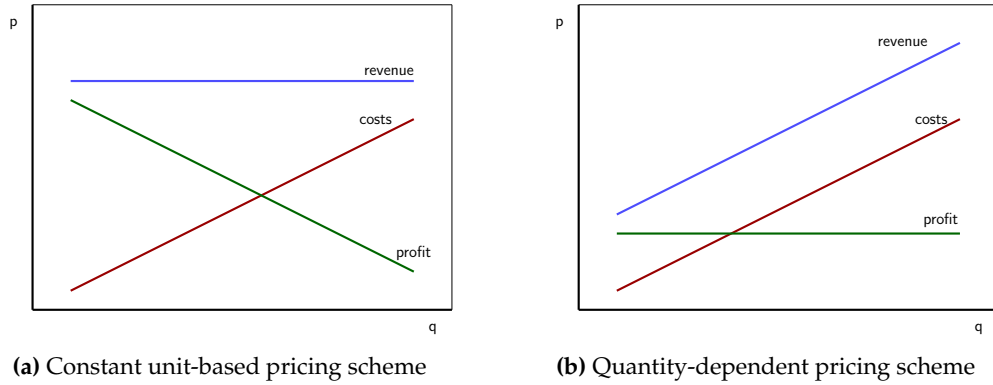 p
revenue
costs
profit
q
(a) Constant unit-based pricing scheme
p
revenue
costs
profit
q
(b) Quantity-dependent pricing scheme